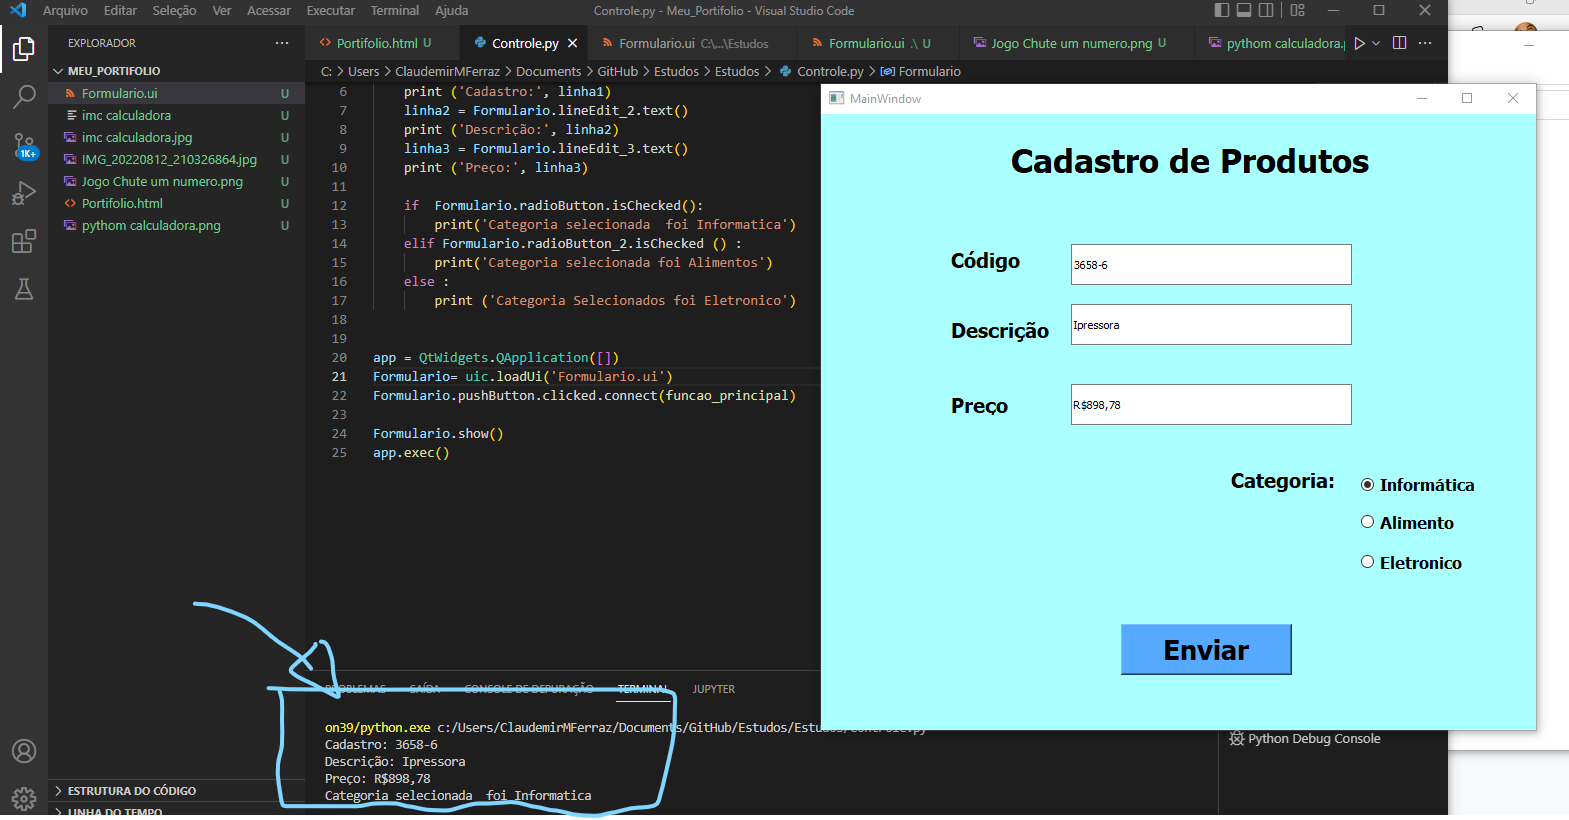 Arquivo Editar Seleção Ver Acessar Executar Terminal Ajuda Controle.py - Meu_Portifolio - Visual Studio Code
EXPLORADOR ···
Portifolio.html U Controle.py Formulario.ui C:\...\Estudos Formulario.ui .\ U Jogo Chute um numero.png U pythom calculadora.p
MEU_PORTIFOLIO
C: > Users > ClaudemirMFerraz > Documents > GitHub > Estudos > Estudos > Controle.py > Formulario
Formulario.ui U
imc calculadora U
imc calculadora.jpg U
IMG_20220812_210326864.jpg U
Jogo Chute um numero.png U
Portifolio.html U
pythom calculadora.png U
1K+
6 print ('Cadastro:', linha1)
7 linha2 = Formulario.lineEdit_2.text()
8 print ('Descrição:', linha2)
9 linha3 = Formulario.lineEdit_3.text()
10 print ('Preço:', linha3)
11
12 if Formulario.radioButton.isChecked():
13 print('Categoria selecionada  foi Informatica')
14 elif Formulario.radioButton_2.isChecked () :
15 print('Categoria selecionada foi Alimentos')
16 else :
17 print ('Categoria Selecionados foi Eletronico')
18
19
20 app = QtWidgets.QApplication([])
21 Formulario= uic.loadUi('Formulario.ui')
22 Formulario.pushButton.clicked.connect(funcao_principal)
23
24 Formulario.show()
25 app.exec()
MainWindow
Cadastro de Produtos
Código 3658-6
Descrição Ipressora
Preço R$898,78
Categoria: Informática
Alimento
Eletronico
Enviar
PROBLEMAS SAÍDA CONSOLE DE DEPURAÇÃO TERMINAL JUPYTER
on39/python.exe c:/Users/ClaudemirMFerraz/Documents/GitHub/Estudos/Estudos/Controle.py
Cadastro: 3658-6
Descrição: Ipressora
Preço: R$898,78
Categoria selecionada  foi Informatica
Python Debug Console
ESTRUTURA DO CÓDIGO
LINHA DO TEMPO